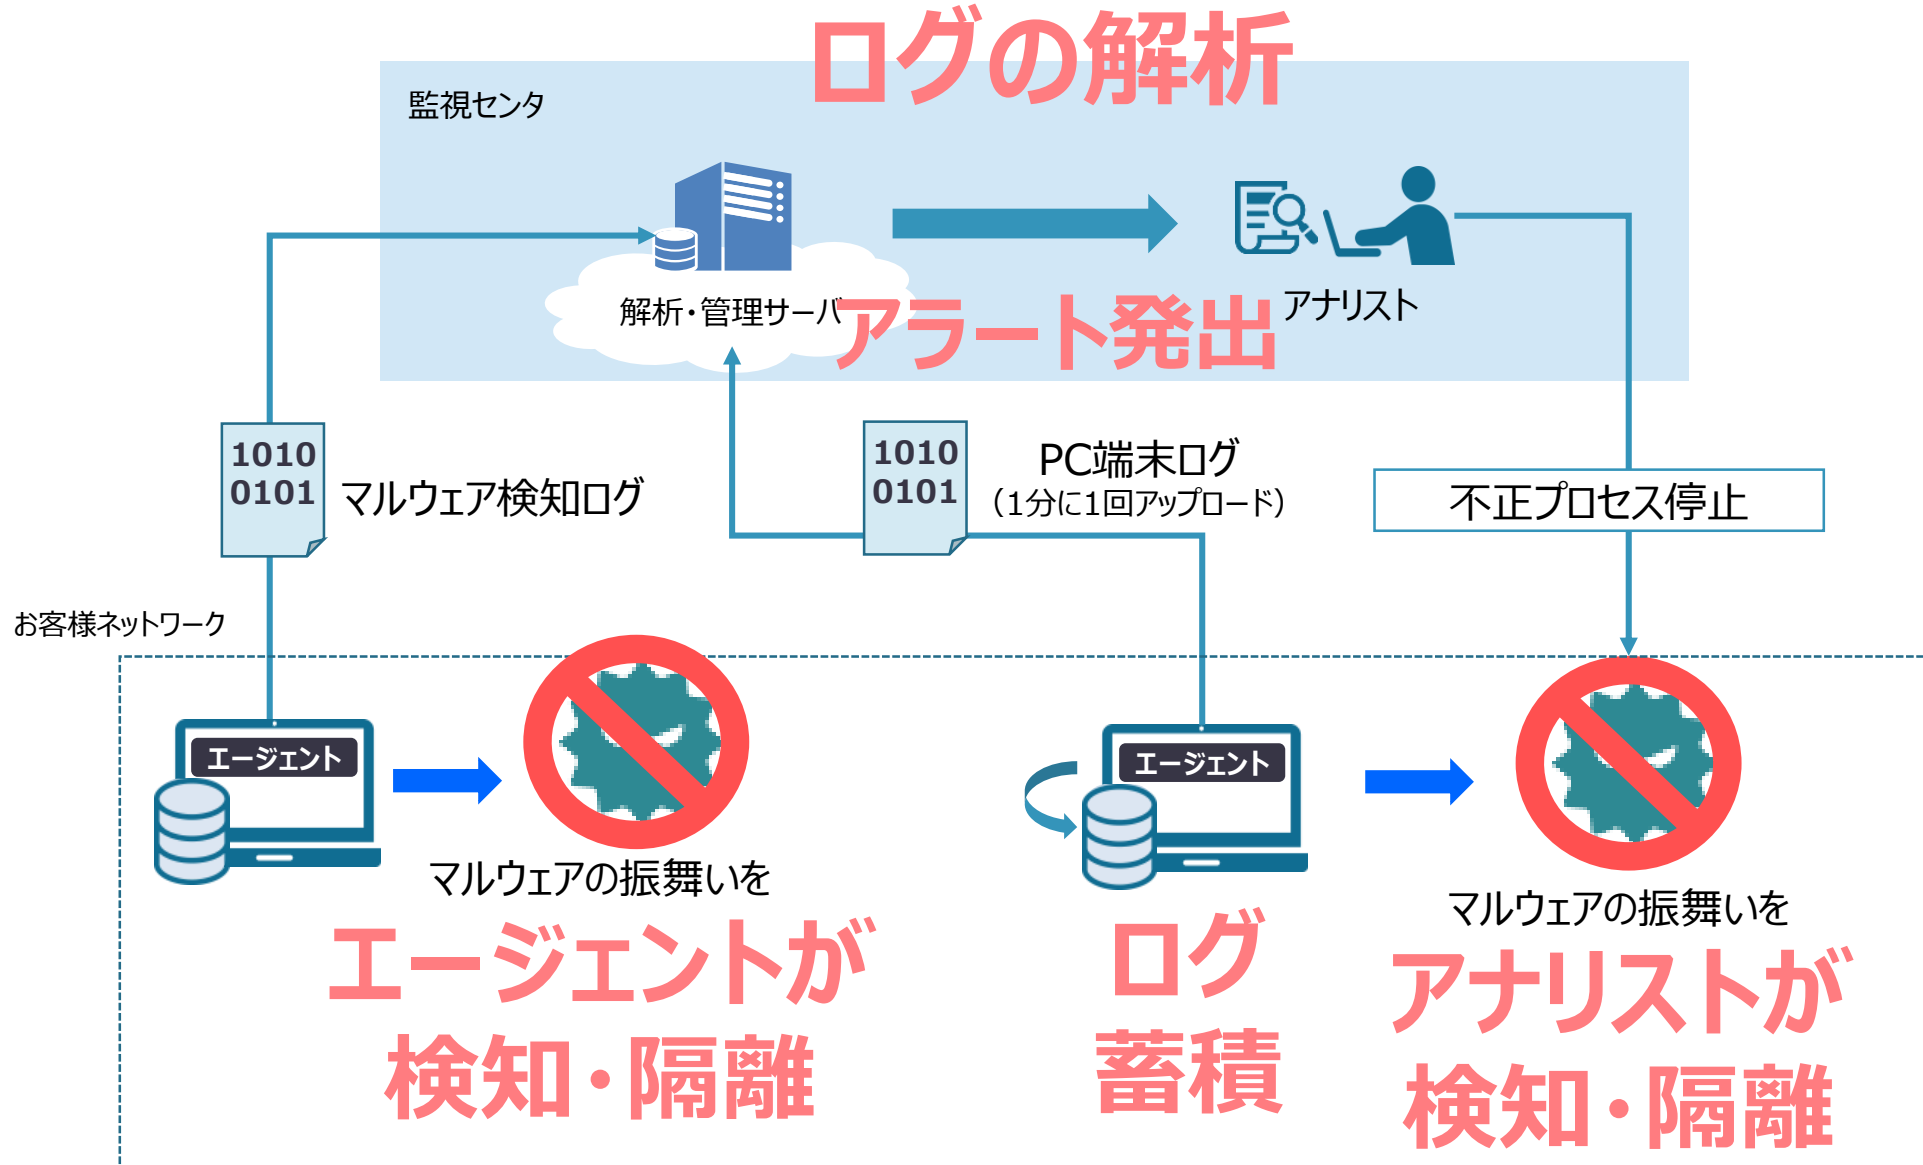 ログの解析
監視センタ
解析・管理サーバ
アラート発出
アナリスト
1010
0101
マルウェア検知ログ
1010
0101
PC端末ログ
（1分に1回アップロード）
不正プロセス停止
お客様ネットワーク
エージェント
マルウェアの振舞いを
エージェントが
検知・隔離
エージェント
ログ
蓄積
マルウェアの振舞いを
アナリストが
検知・隔離